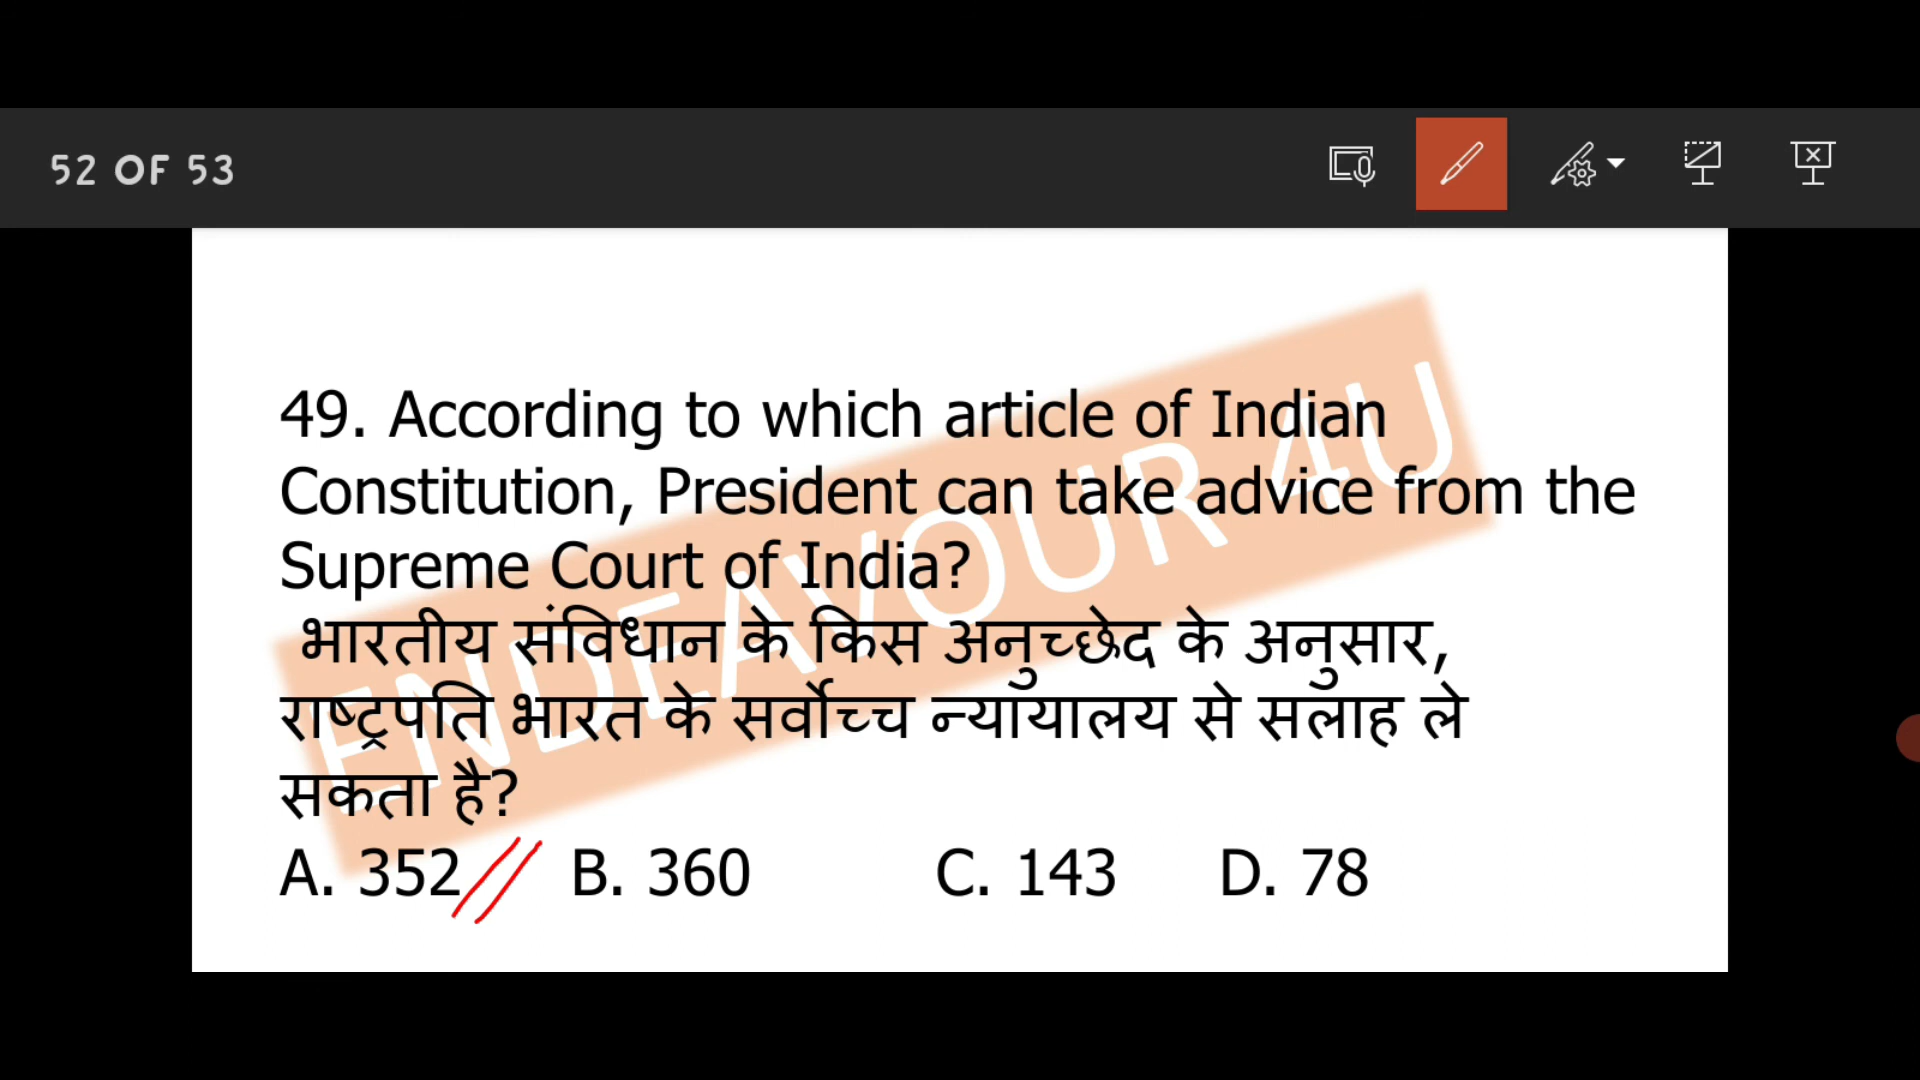 52 OF 53
49. According to which article of Indian
Constitution, President can take advice from the
Supreme Court of India?
भारतीय संविधान के किस अनुच्छेद के अनुसार,
राष्ट्रपति भारत के सर्वोच्च न्यायालय से सलाह ले
सकता है?
A. 352 B. 360 C. 143 D. 78
ENDEAVOUR 4U